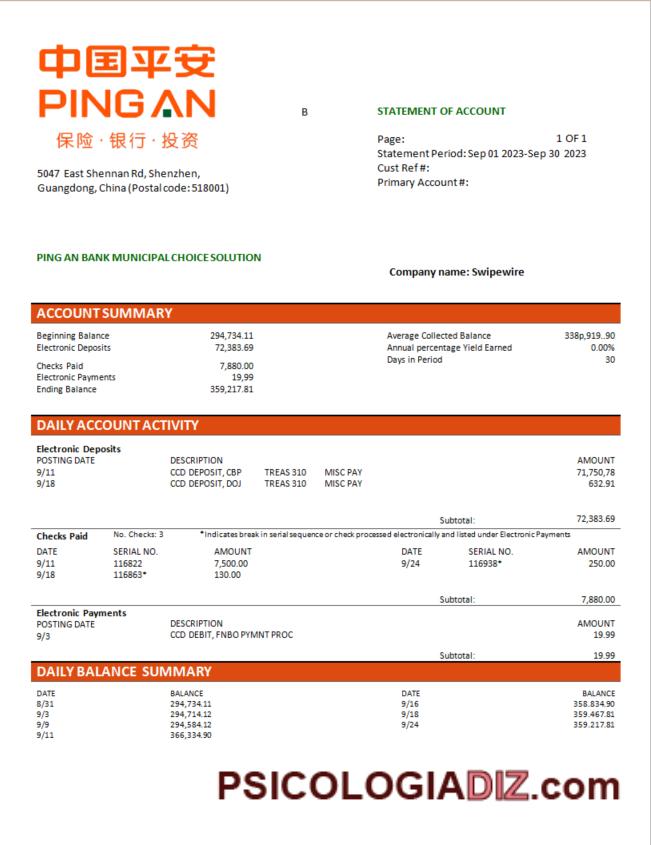 中国平安
PING AN
保险·银行·投资
B
STATEMENT OF ACCOUNT
Page: 1 OF 1
Statement Period: Sep 01 2023-Sep 30 2023
Cust Ref #:
Primary Account #:
5047 East Shennan Rd, Shenzhen,
Guangdong, China (Postal code: 518001)
PING AN BANK MUNICIPAL CHOICE SOLUTION
Company name: Swipewire
ACCOUNT SUMMARY
Beginning Balance 294,734.11 Average Collected Balance 338p,919..90
Electronic Deposits 72,383.69 Annual percentage Yield Earned 0.00%
Days in Period 30
Checks Paid 7,880.00
Electronic Payments 19,99
Ending Balance 359,217.81
DAILY ACCOUNT ACTIVITY
Electronic Deposits
POSTING DATE DESCRIPTION AMOUNT
9/11 CCD DEPOSIT, CBP TREAS 310 MISC PAY 71,750,78
9/18 CCD DEPOSIT, DOJ TREAS 310 MISC PAY 632.91
Subtotal: 72,383.69
Checks Paid No. Checks: 3 *Indicates break in serial sequence or check processed electronically and listed under Electronic Payments
DATE SERIAL NO. AMOUNT DATE SERIAL NO. AMOUNT
9/11 116822 7,500.00 9/24 116938* 250.00
9/18 116863* 130.00
Subtotal: 7,880.00
Electronic Payments
POSTING DATE DESCRIPTION AMOUNT
9/3 CCD DEBIT, FNBO PYMNT PROC 19.99
Subtotal: 19.99
DAILY BALANCE SUMMARY
DATE BALANCE DATE BALANCE
8/31 294,734.11 9/16 358.834.90
9/3 294,714.12 9/18 359.467.81
9/9 294,584.12 9/24 359.217.81
9/11 366,334.90
PSICOLOGIADIZ.com